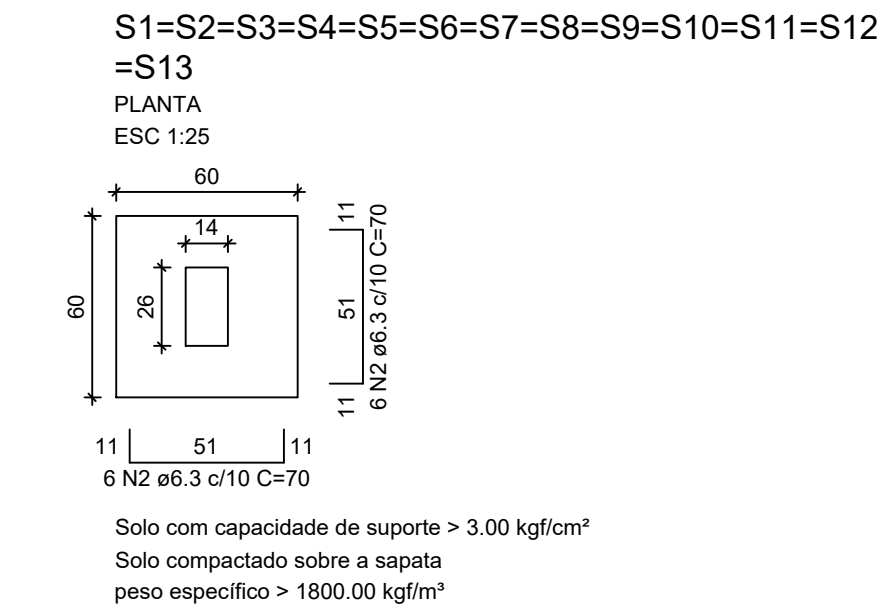 S1=S2=S3=S4=S5=S6=S7=S8=S9=S10=S11=S12
=S13
PLANTA
ESC 1:25
60
14
60
26
11
51
11
6 N2 ø6.3 c/10 C=70
11 51 11
6 N2 ø6.3 c/10 C=70
Solo com capacidade de suporte > 3.00 kgf/cm²
Solo compactado sobre a sapata
peso específico > 1800.00 kgf/m³